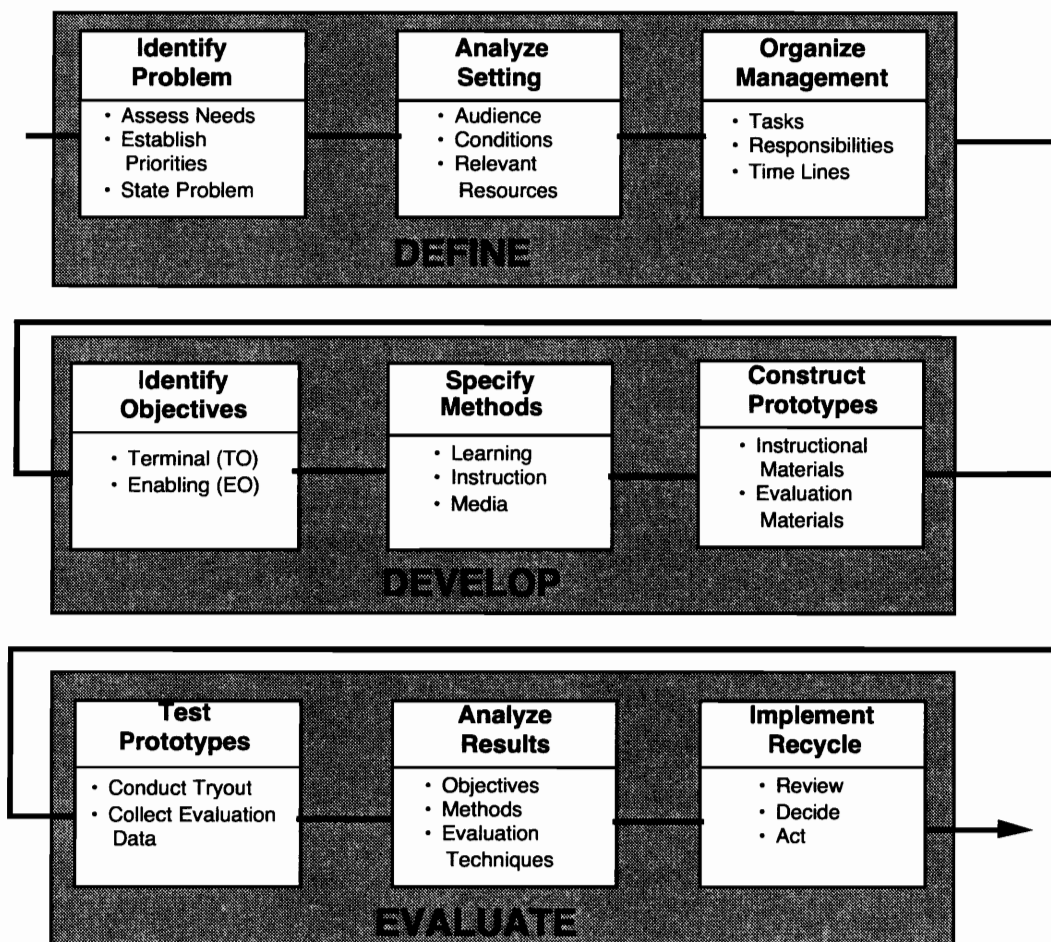 Identify
Problem
• Assess Needs
• Establish
Priorities
• State Problem
Analyze
Setting
• Audience
• Conditions
• Relevant
Resources
Organize
Management
• Tasks
• Responsibilities
• Time Lines
DEFINE
Identify
Objectives
• Terminal (TO)
• Enabling (EO)
Specify
Methods
• Learning
• Instruction
• Media
Construct
Prototypes
• Instructional
Materials
• Evaluation
Materials
DEVELOP
Test
Prototypes
• Conduct Tryout
• Collect Evaluation
Data
Analyze
Results
• Objectives
• Methods
• Evaluation
Techniques
Implement
Recycle
• Review
• Decide
• Act
EVALUATE